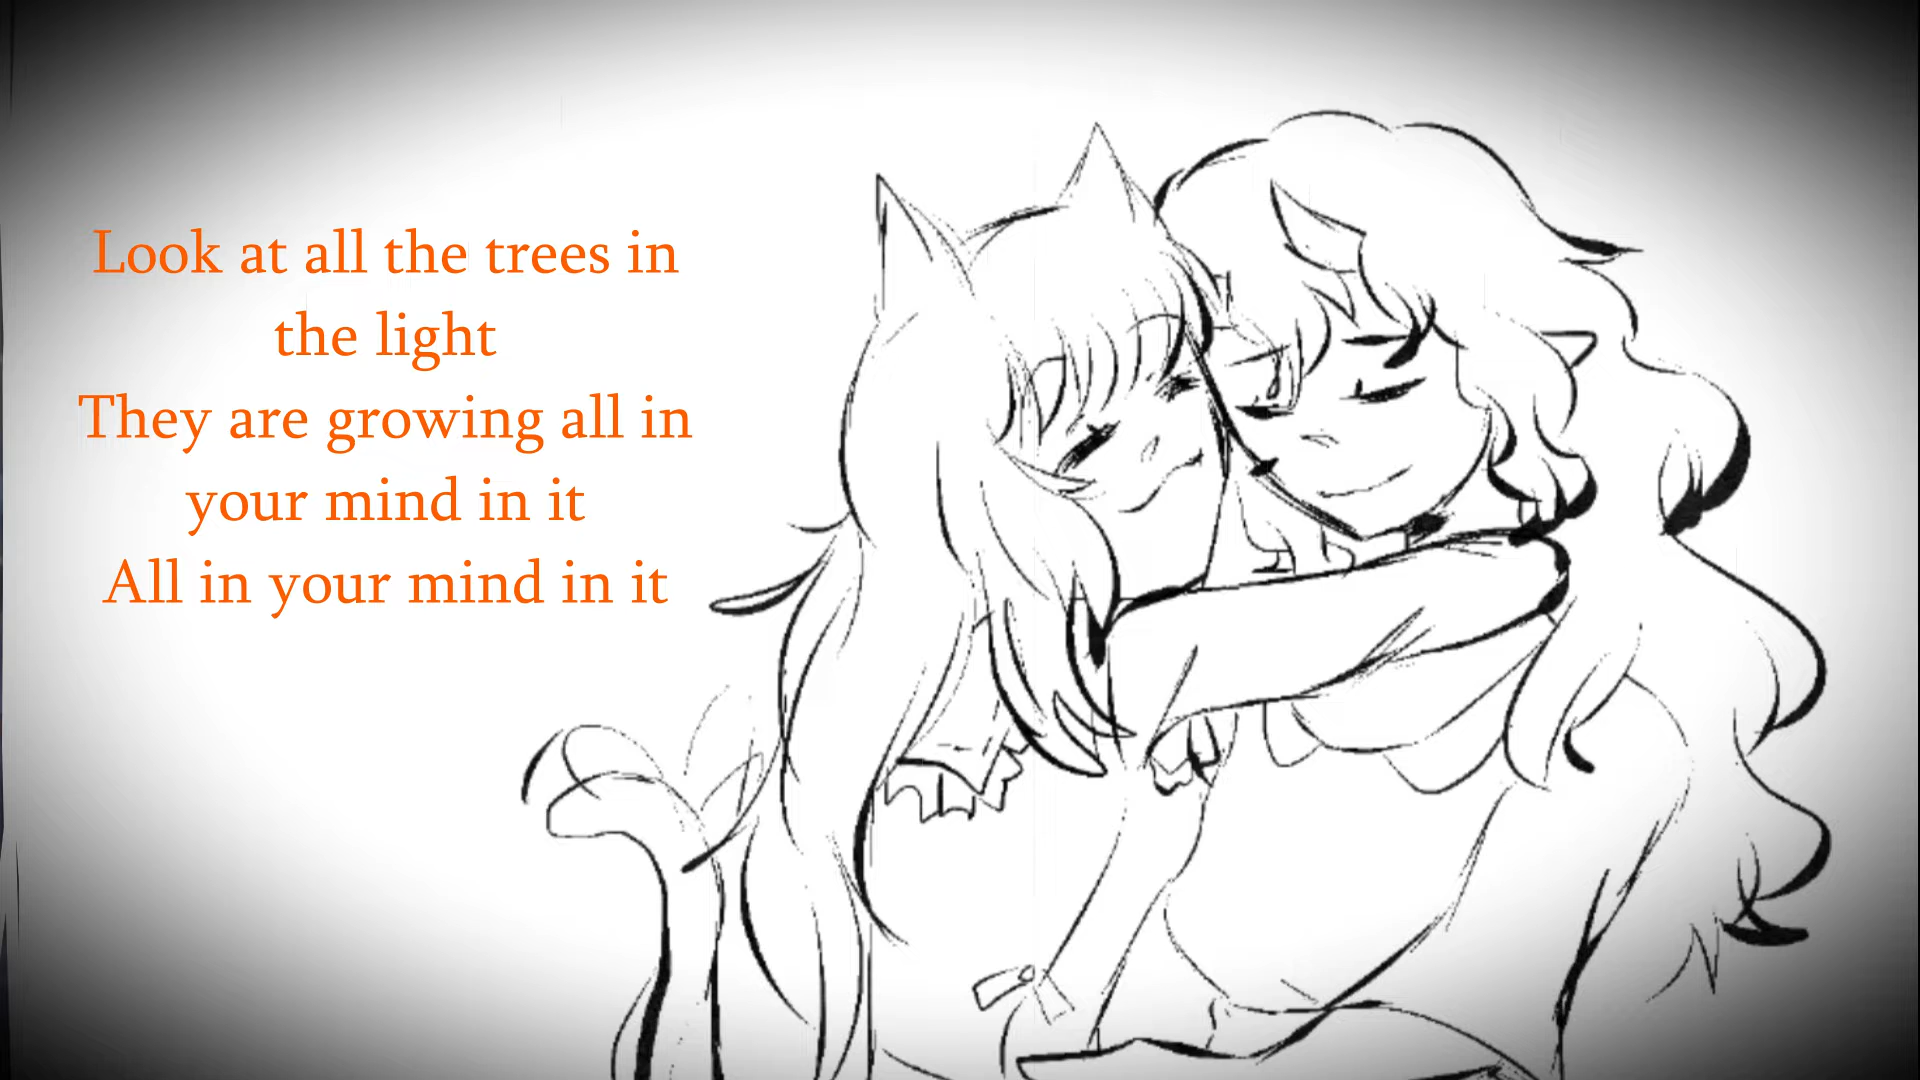 Look at all the trees in
the light
They are growing all in
your mind in it
All in your mind in it